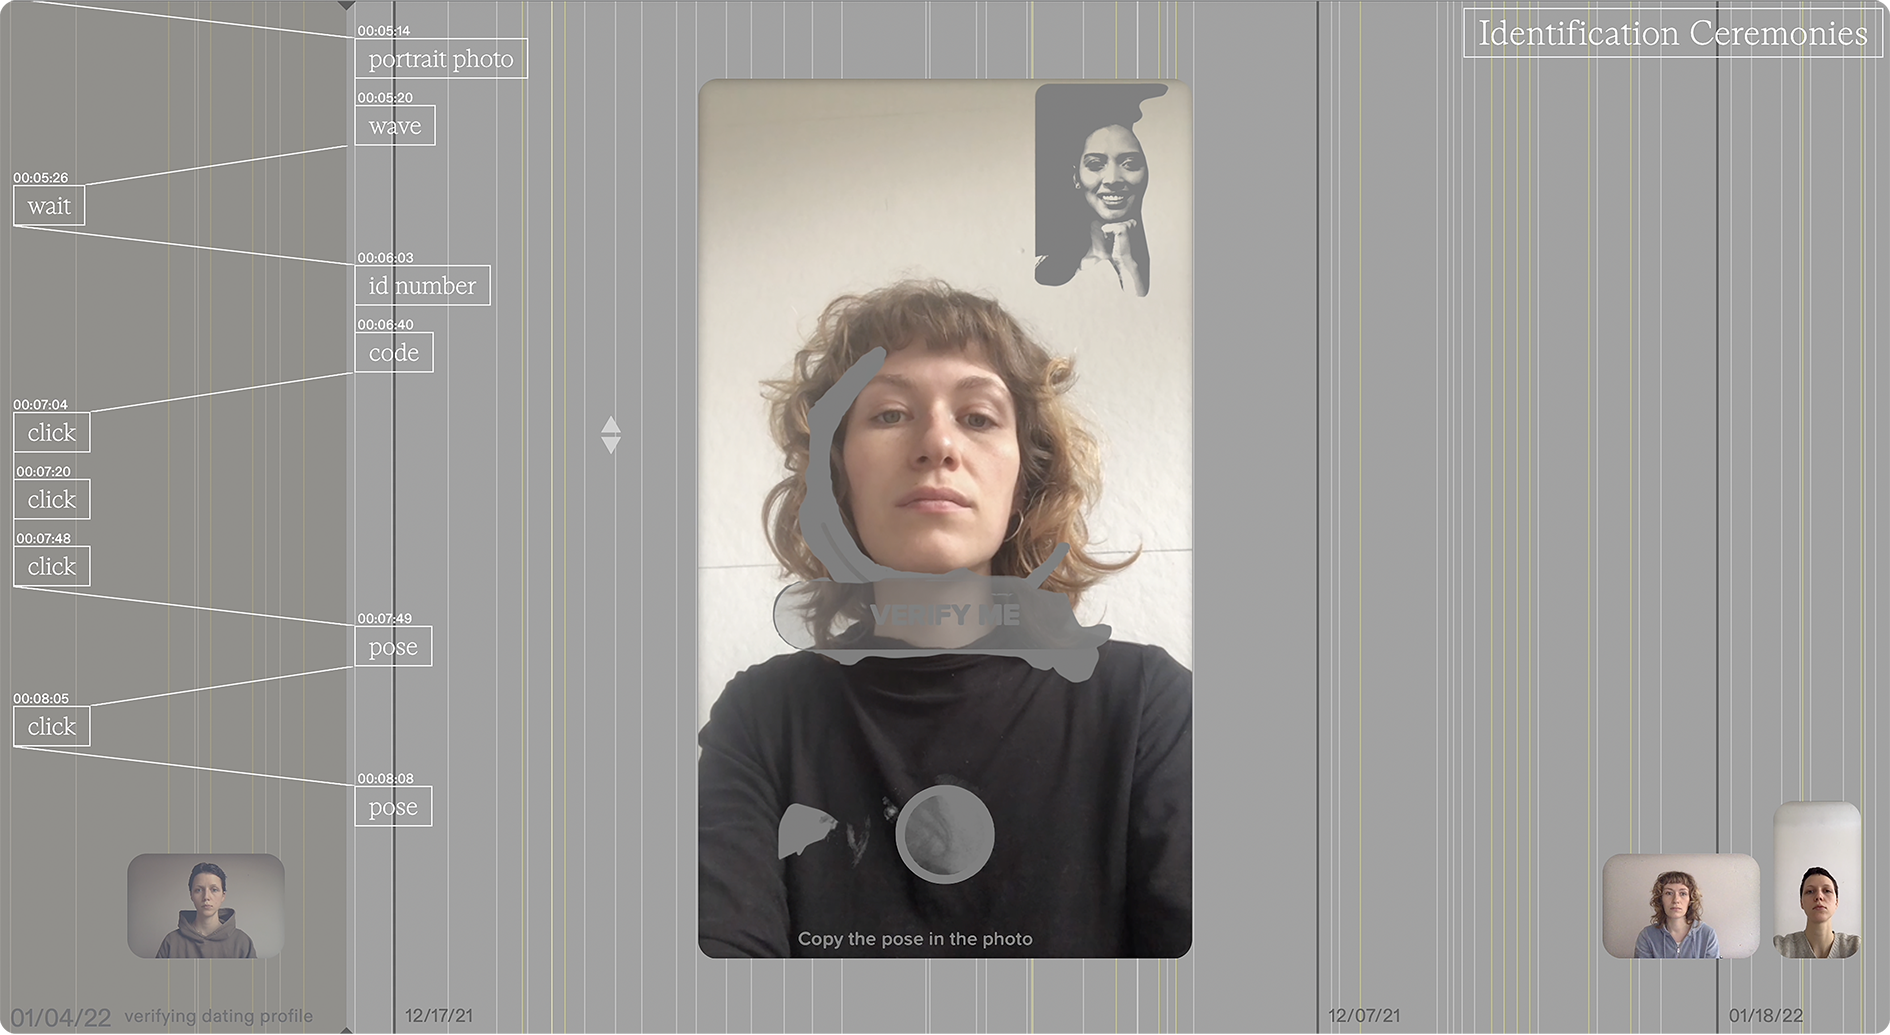 Identification Ceremonies
00:05:14
portrait photo
00:05:20
wave
00:05:26
wait
00:06:03
id number
00:06:40
code
00:07:04
click
00:07:20
click
00:07:48
click
00:07:49
pose
00:08:05
click
00:08:08
pose
VERIFY ME
Copy the pose in the photo
01/04/22 verifying dating profile
12/17/21
12/07/21
01/18/22